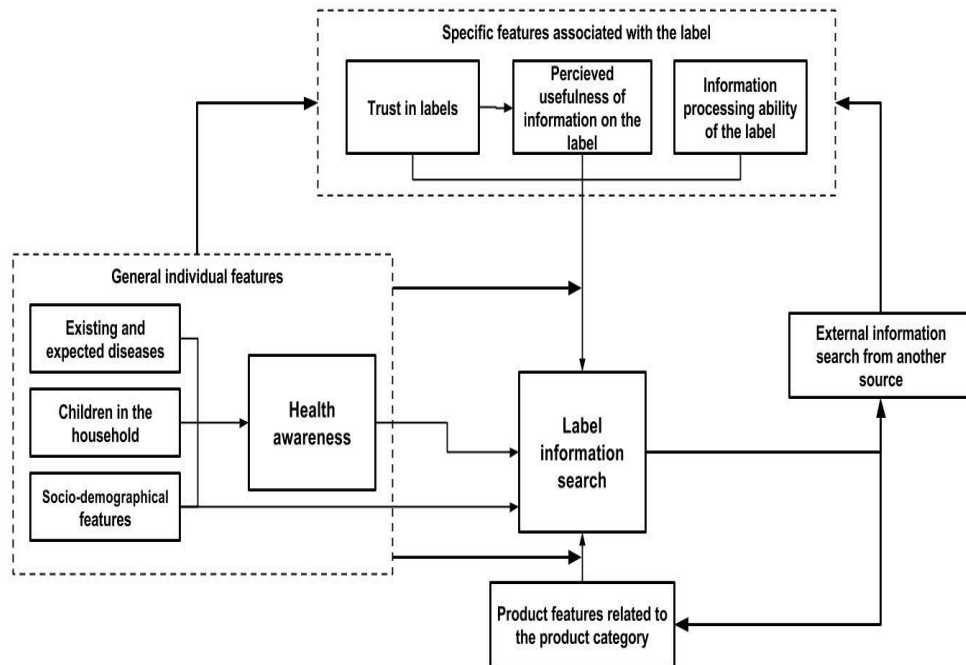 Specific features associated with the label
Trust in labels
Percieved
usefulness of
information on the
label
Information
processing ability
of the label
General individual features
Existing and
expected diseases
Children in the
household
Socio-demographical
features
Health
awareness
Label
information
search
External information
search from another
source
Product features related to
the product category